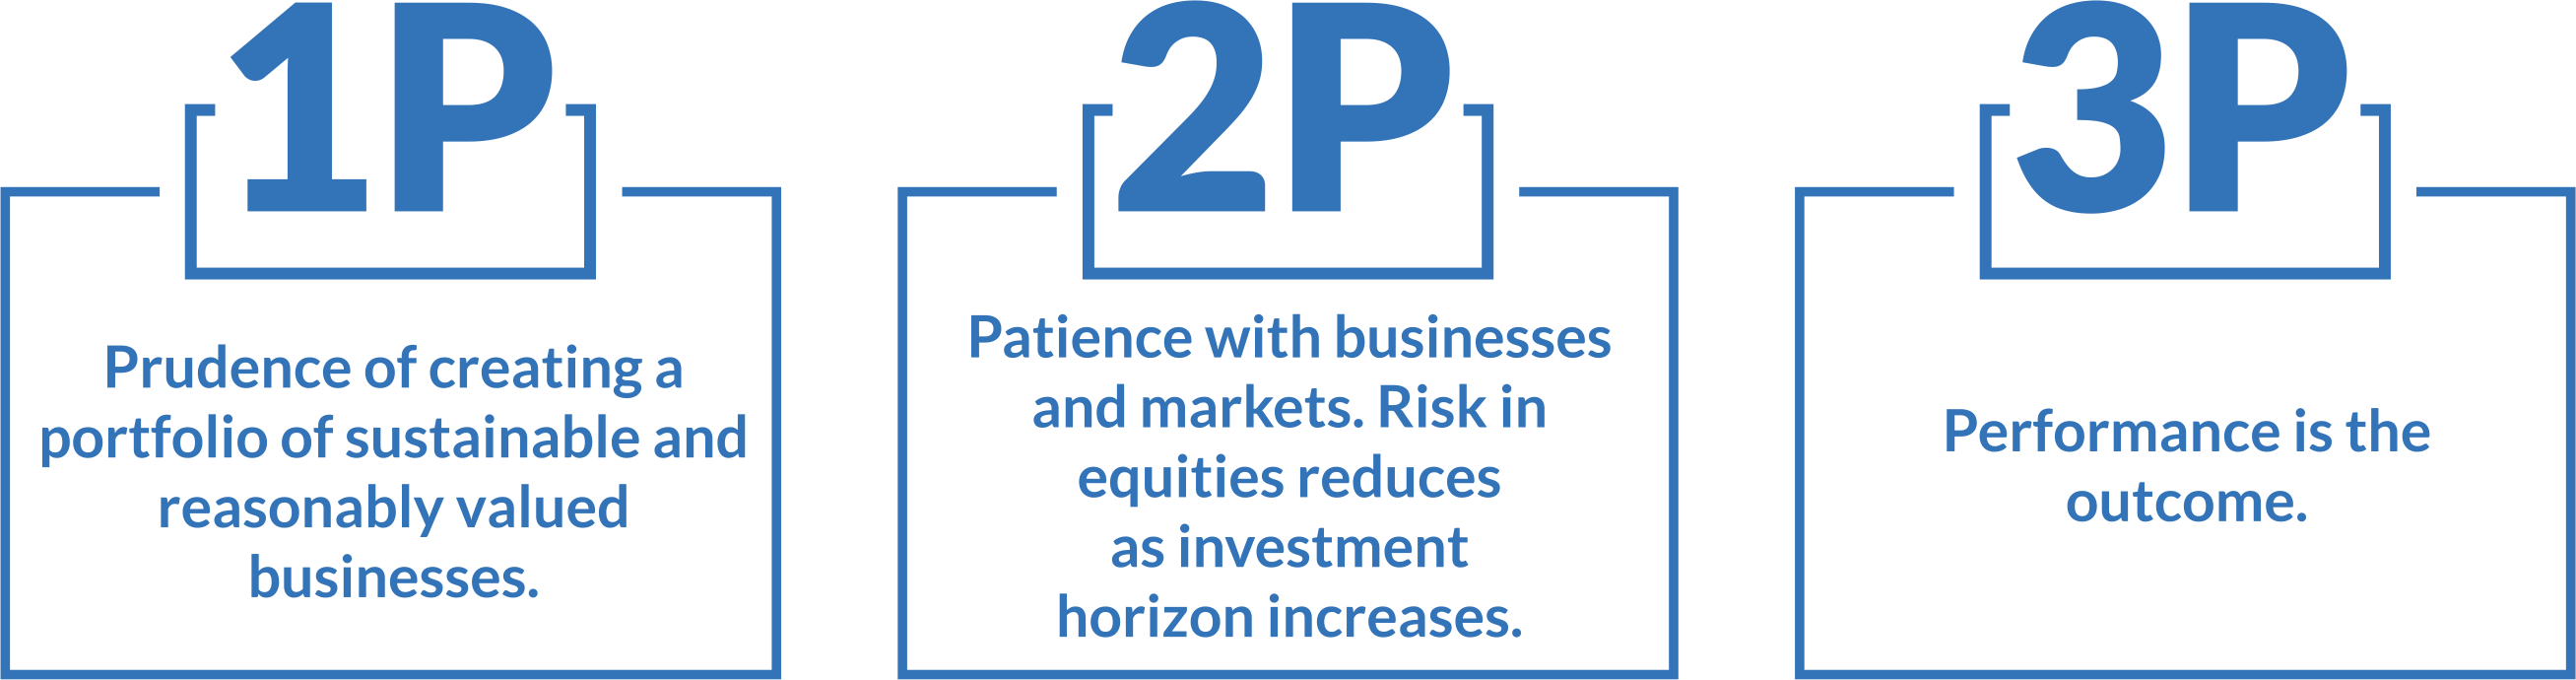 1P
Prudence of creating a
portfolio of sustainable and
reasonably valued
businesses.
2P
Patience with businesses
and markets. Risk in
equities reduces
as investment
horizon increases.
3P
Performance is the
outcome.